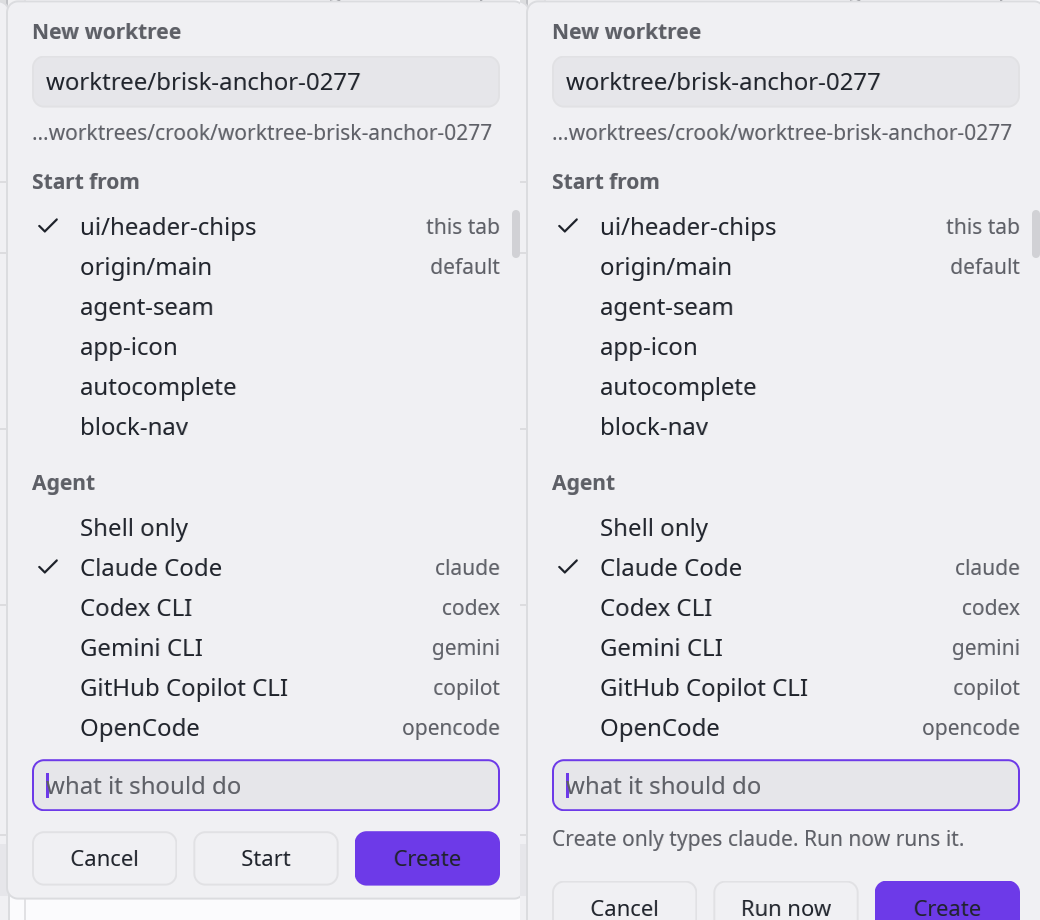 New worktree
worktree/brisk-anchor-0277
...worktrees/crook/worktree-brisk-anchor-0277
Start from
ui/header-chips this tab
origin/main default
agent-seam
app-icon
autocomplete
block-nav
Agent
Shell only
Claude Code claude
Codex CLI codex
Gemini CLI gemini
GitHub Copilot CLI copilot
OpenCode opencode
what it should do
Cancel Start Create
New worktree
worktree/brisk-anchor-0277
...worktrees/crook/worktree-brisk-anchor-0277
Start from
ui/header-chips this tab
origin/main default
agent-seam
app-icon
autocomplete
block-nav
Agent
Shell only
Claude Code claude
Codex CLI codex
Gemini CLI gemini
GitHub Copilot CLI copilot
OpenCode opencode
what it should do
Create only types claude. Run now runs it.
Cancel Run now Create